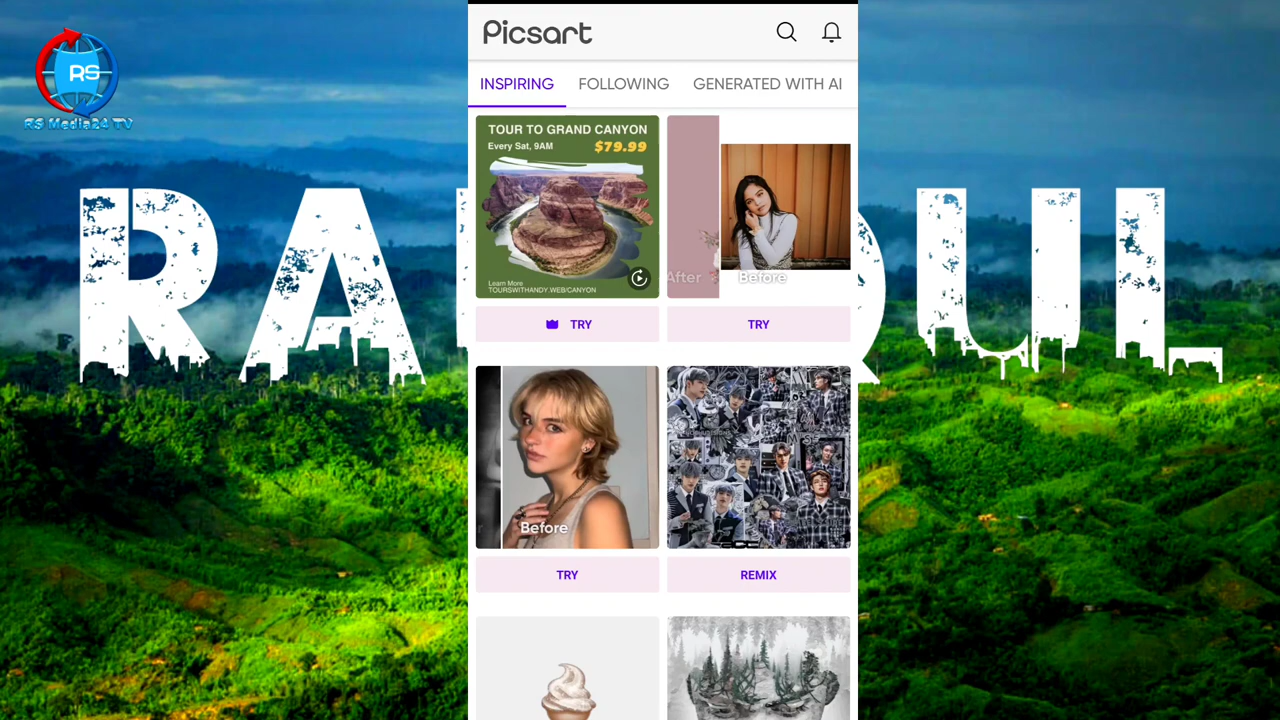 RS
RS Media24 TV
RA
QUL
Picsart
INSPIRING
FOLLOWING
GENERATED WITH AI
TOUR TO GRAND CANYON
Every Sat, 9AM
$79.99
Learn More
TOURSWITHANDY.WEB/CANYON
After
Before
TRY
TRY
Before
TRY
REMIX